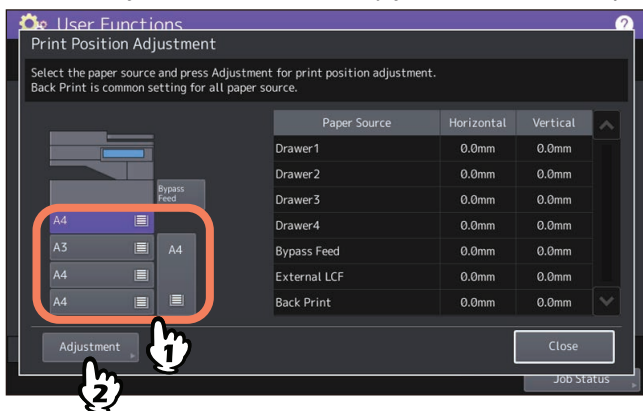 User Functions
?
Print Position Adjustment
Select the paper source and press Adjustment for print position adjustment.
Back Print is common setting for all paper source.
Paper Source Horizontal Vertical
Drawer1 0.0mm 0.0mm
Drawer2 0.0mm 0.0mm
Drawer3 0.0mm 0.0mm
Drawer4 0.0mm 0.0mm
Bypass Feed 0.0mm 0.0mm
External LCF 0.0mm 0.0mm
Back Print 0.0mm 0.0mm
Bypass
Feed
A4
A3
A4
A4
A4
1
Adjustment
2
Close
Job Status